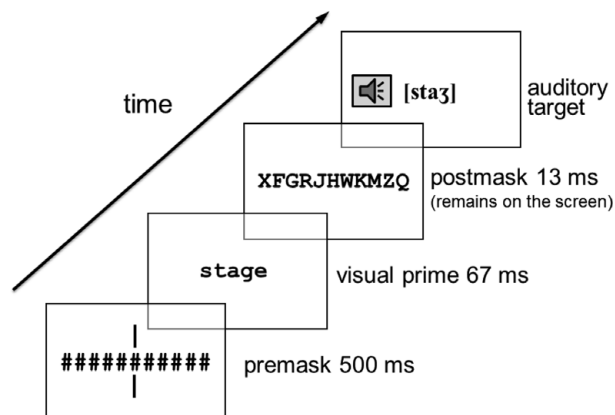 time
[staʒ]
auditory
target
XFGRJHWKMZQ
postmask 13 ms
(remains on the screen)
stage
visual prime 67 ms
###########
premask 500 ms